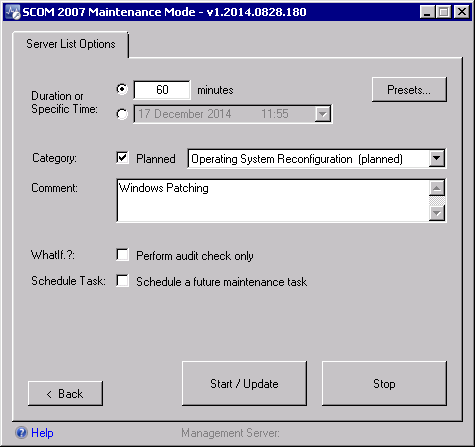 SCOM 2007 Maintenance Mode - v1.2014.0828.180
Server List Options
Duration or
Specific Time:
60 minutes
Presets...
17 December 2014 11:55
Category: Planned Operating System Reconfiguration (planned)
Comment: Windows Patching
WhatIf.?: Perform audit check only
Schedule Task: Schedule a future maintenance task
< Back
Start / Update
Stop
Help
Management Server: